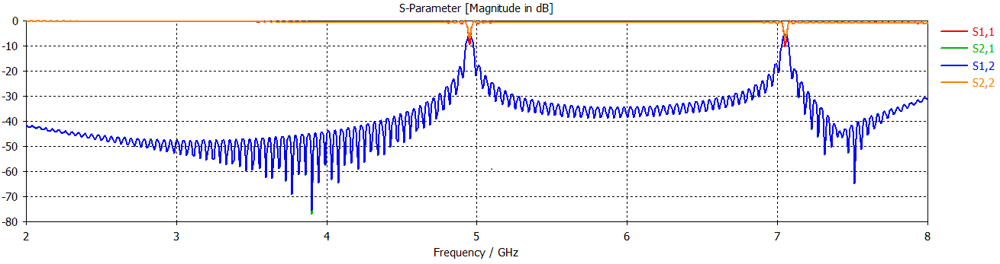 S-Parameter [Magnitude in dB]
0
-10
-20
-30
-40
-50
-60
-70
-80
2 3 4 5 6 7 8
Frequency / GHz
S1,1
S2,1
S1,2
S2,2